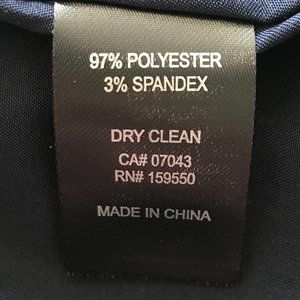 97% POLYESTER
3% SPANDEX
DRY CLEAN
CA# 07043
RN# 159550
MADE IN CHINA